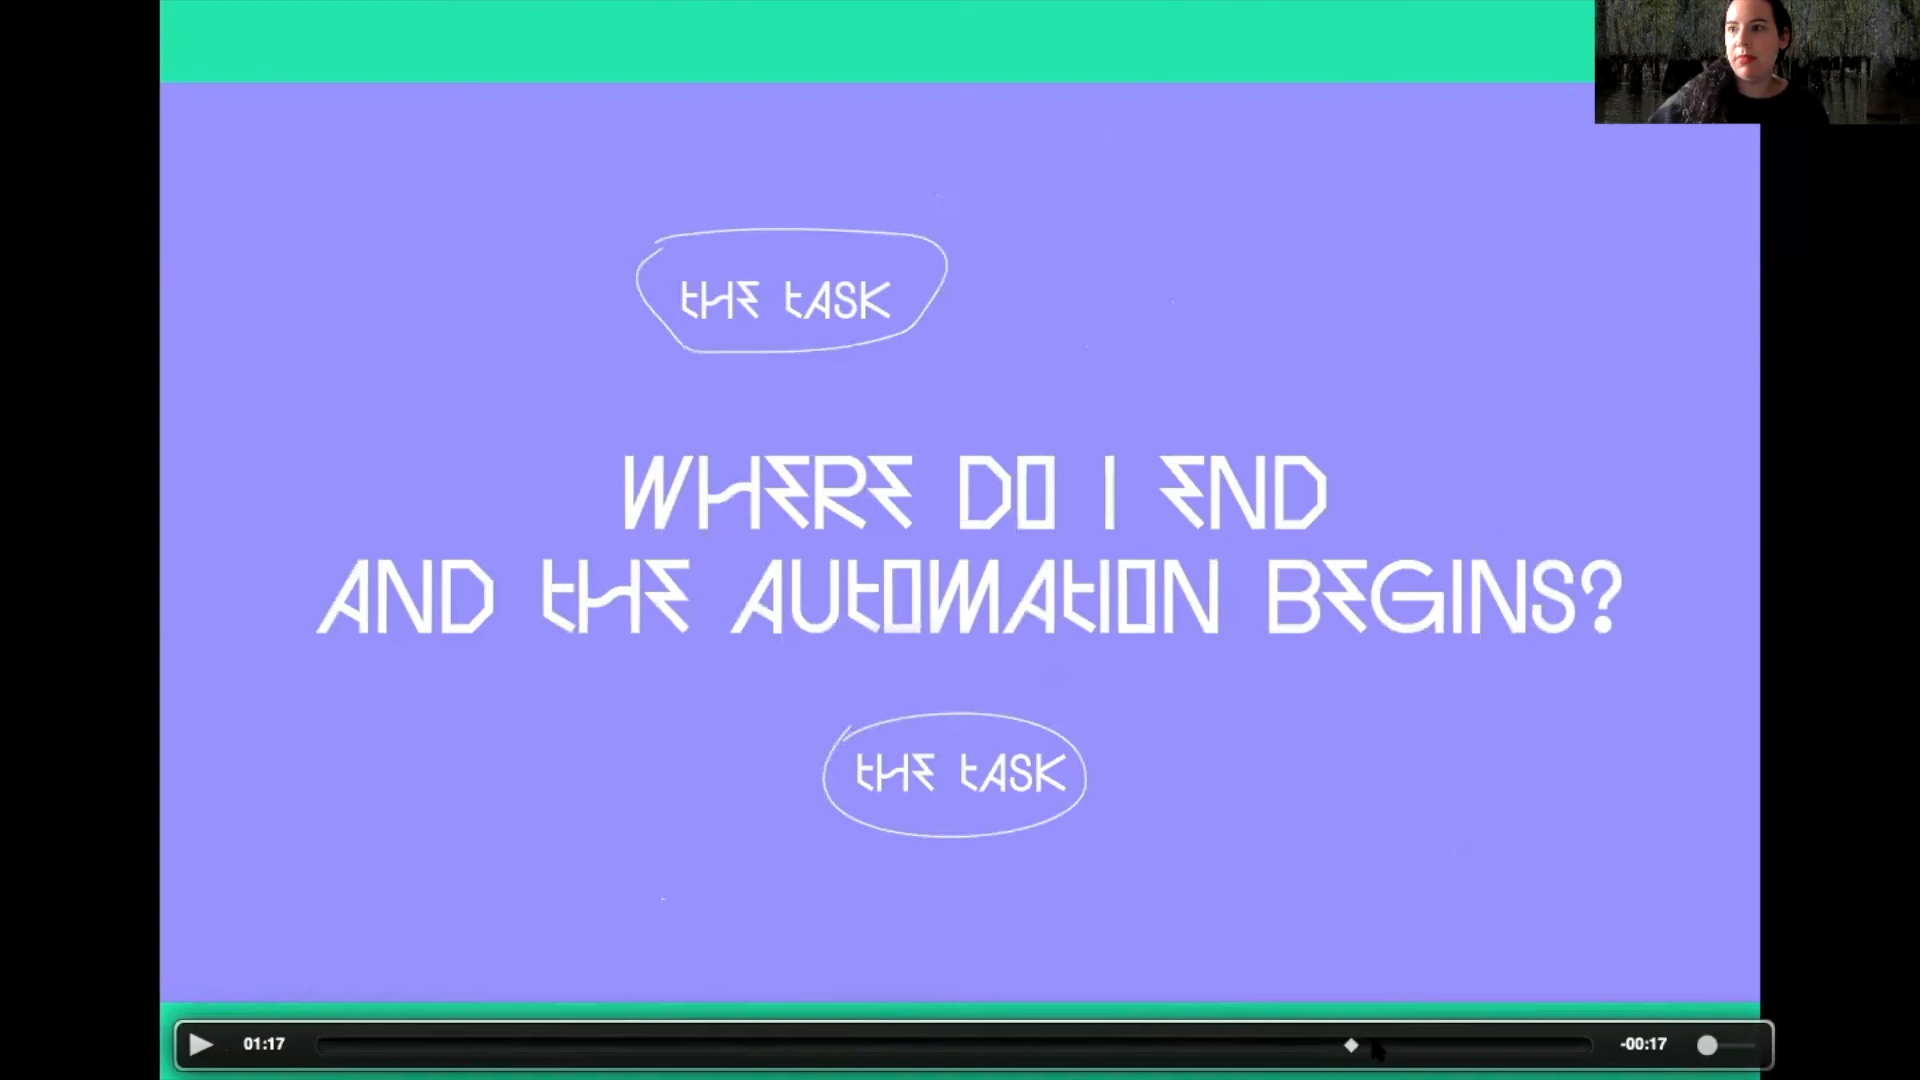 tHE tASK
WHERE DO I END
AND tHE AUtOMAtION BEGINS?
tHE tASK
01:17
-00:17